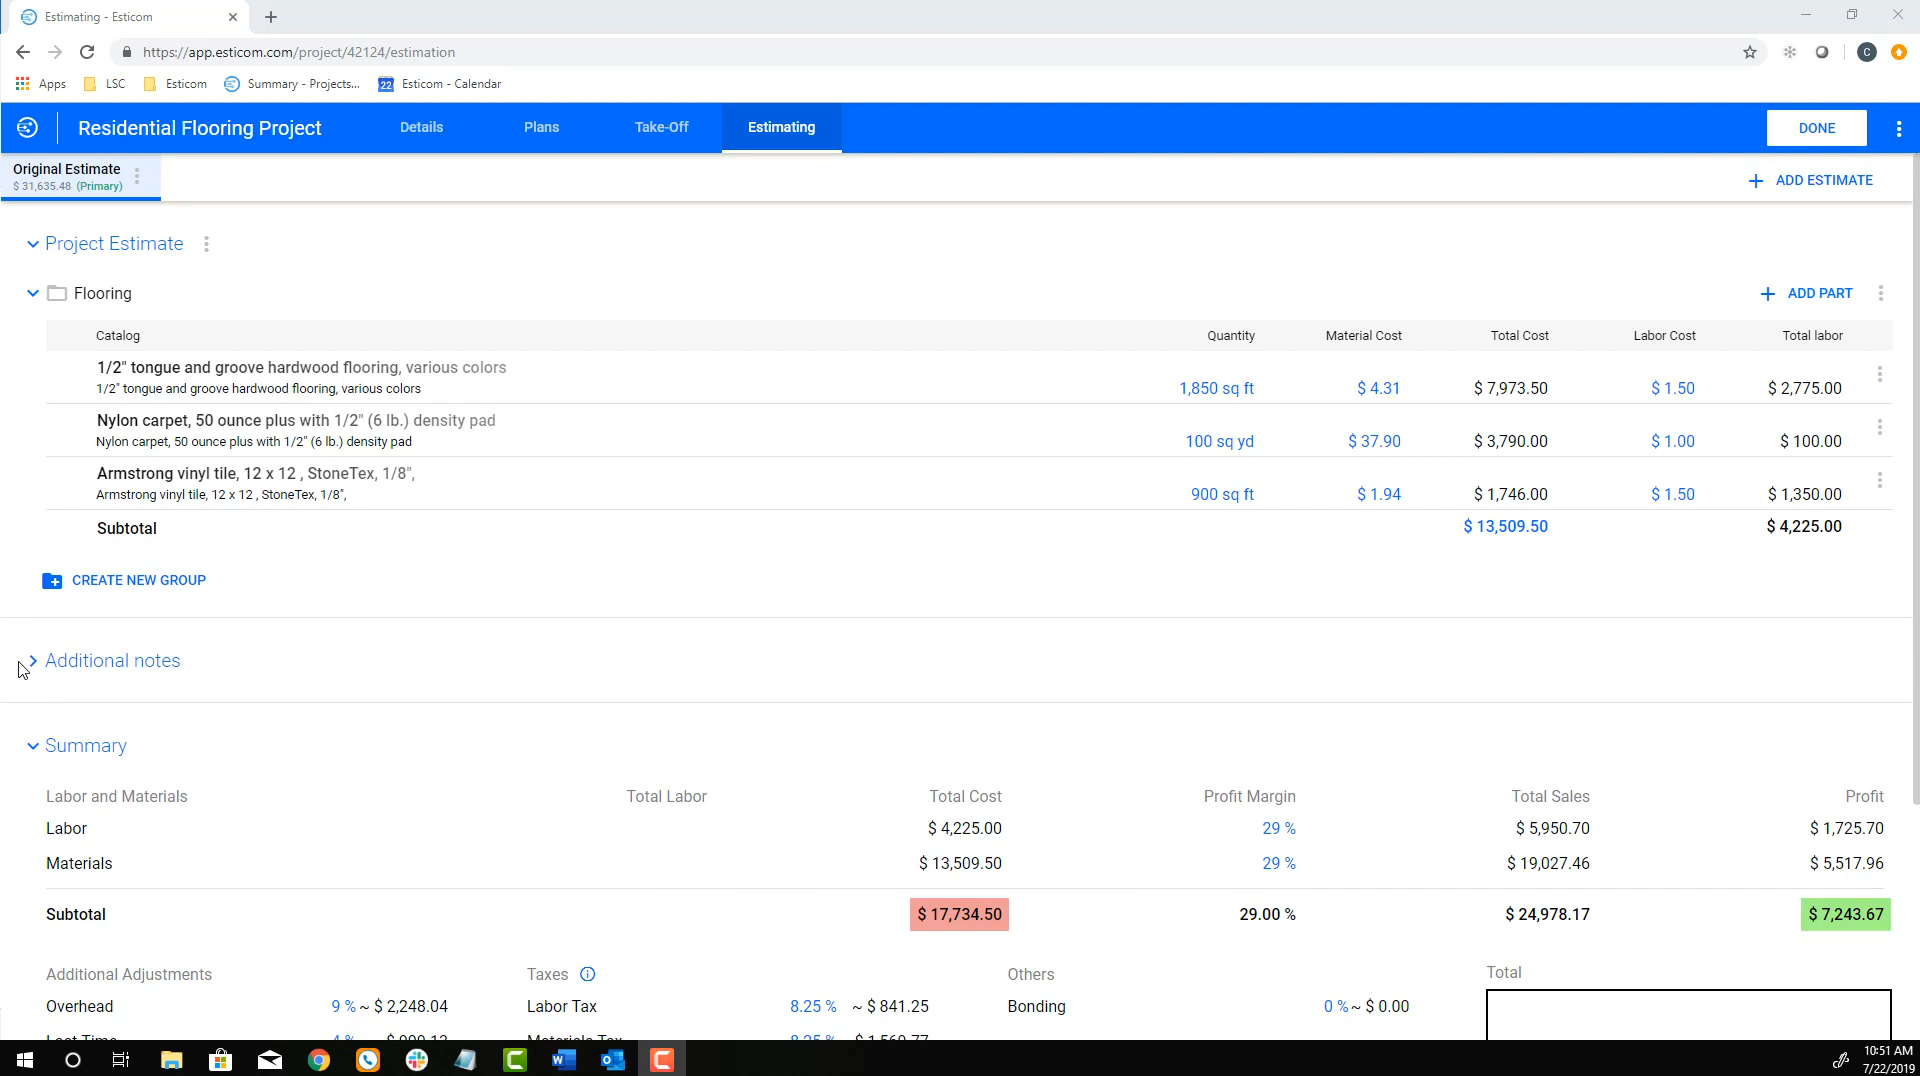 Estimating - Esticom
https://app.esticom.com/project/42124/estimation
C
Apps LSC Esticom Summary - Projects... 22 Esticom - Calendar
Residential Flooring Project Details Plans Take-Off Estimating DONE
Original Estimate
$ 31,635.48 (Primary)
+ ADD ESTIMATE
Project Estimate
Flooring + ADD PART
Catalog Quantity Material Cost Total Cost Labor Cost Total labor
1/2" tongue and groove hardwood flooring, various colors
1/2" tongue and groove hardwood flooring, various colors 1,850 sq ft $ 4.31 $ 7,973.50 $ 1.50 $ 2,775.00
Nylon carpet, 50 ounce plus with 1/2" (6 lb.) density pad
Nylon carpet, 50 ounce plus with 1/2" (6 lb.) density pad 100 sq yd $ 37.90 $ 3,790.00 $ 1.00 $ 100.00
Armstrong vinyl tile, 12 x 12 , StoneTex, 1/8",
Armstrong vinyl tile, 12 x 12 , StoneTex, 1/8", 900 sq ft $ 1.94 $ 1,746.00 $ 1.50 $ 1,350.00
Subtotal $ 13,509.50 $ 4,225.00
CREATE NEW GROUP
Additional notes
Summary
Labor and Materials Total Labor Total Cost Profit Margin Total Sales Profit
Labor $ 4,225.00 29 % $ 5,950.70 $ 1,725.70
Materials $ 13,509.50 29 % $ 19,027.46 $ 5,517.96
Subtotal $ 17,734.50 29.00 % $ 24,978.17 $ 7,243.67
Additional Adjustments Taxes Others Total
Overhead 9 % ~ $ 2,248.04 Labor Tax 8.25 % ~ $ 841.25 Bonding 0 % ~ $ 0.00
10:51 AM
7/22/2019